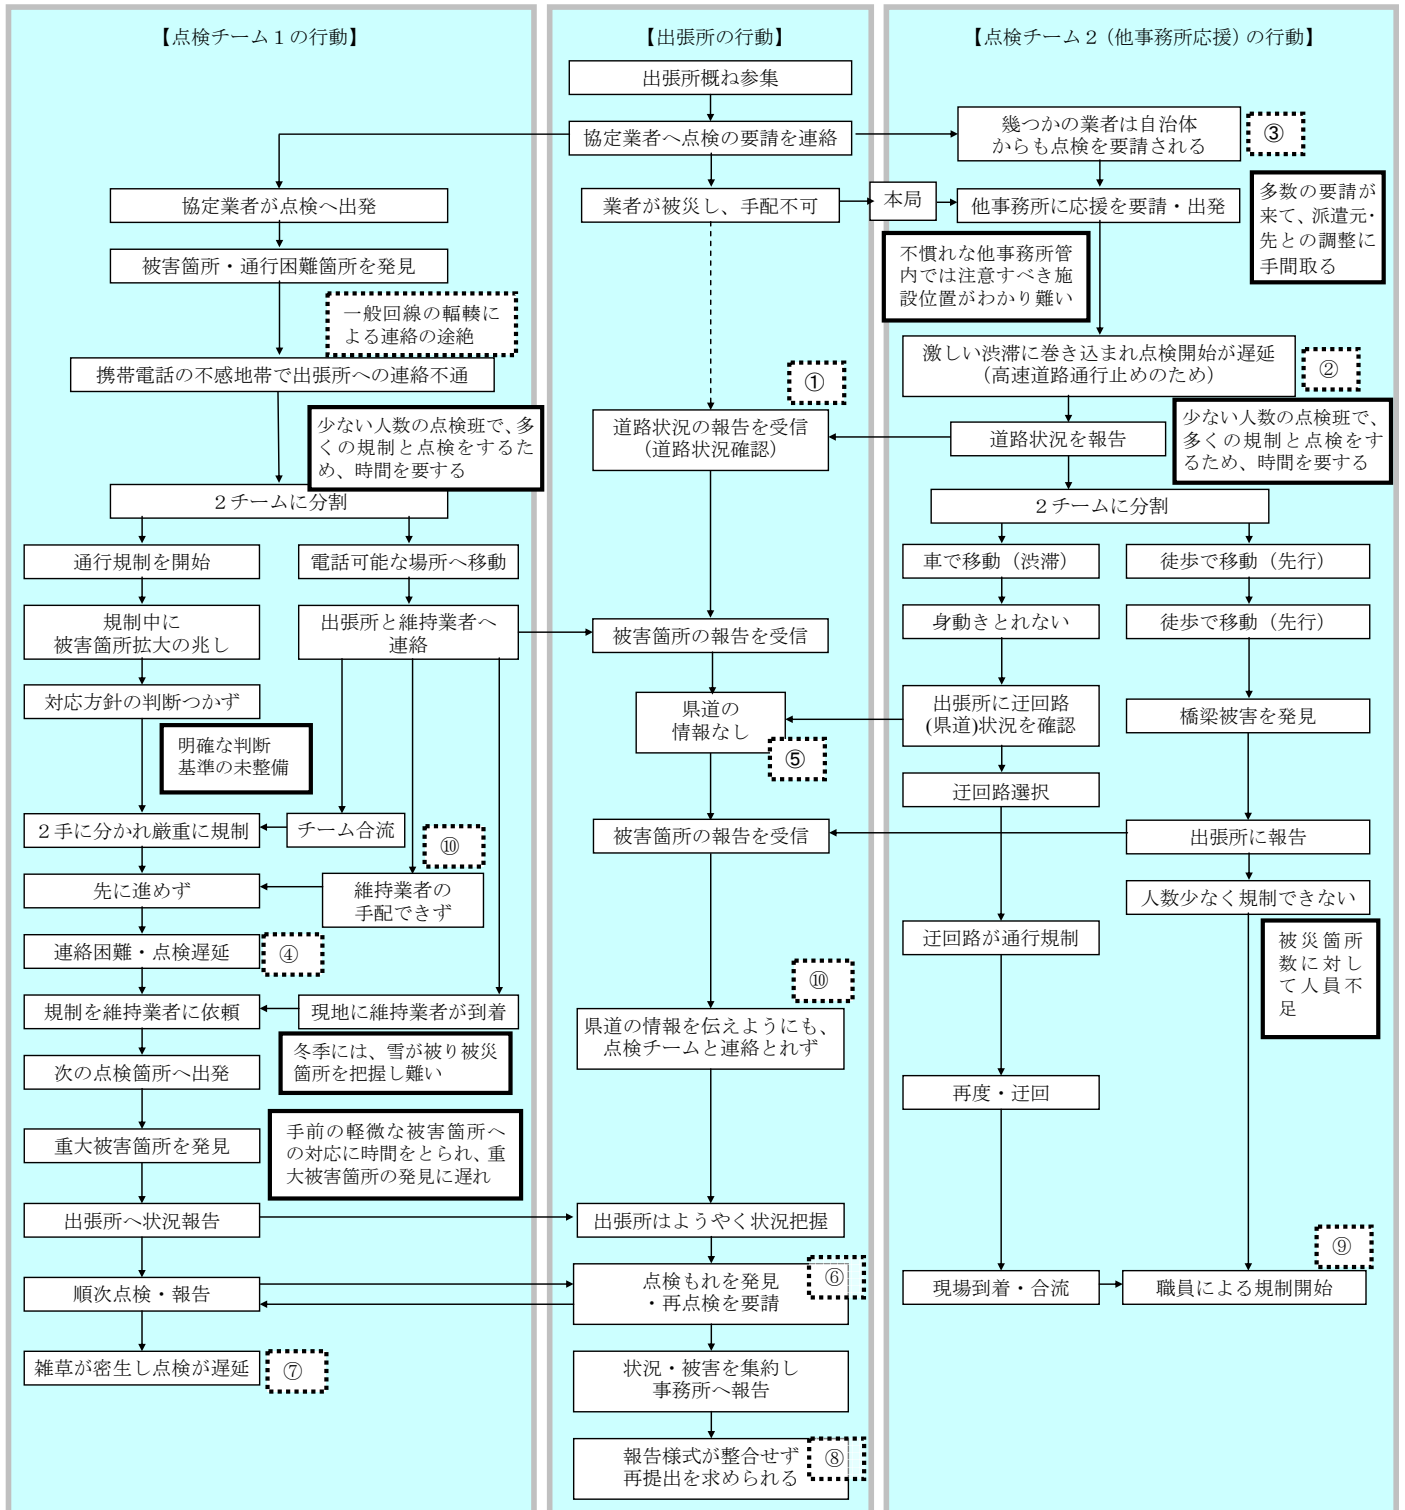 【点検チーム１の行動】
協定業者が点検へ出発
被害箇所・通行困難箇所を発見
一般回線の輻輳に
よる連絡の途絶
携帯電話の不感地帯で出張所への連絡不通
少ない人数の点検班で、多
くの規制と点検をするた
め、時間を要する
２チームに分割
通行規制を開始
電話可能な場所へ移動
規制中に
被害箇所拡大の兆し
出張所と維持業者へ
連絡
対応方針の判断つかず
明確な判断
基準の未整備
２手に分かれ厳重に規制
チーム合流
⑩
先に進めず
維持業者の
手配できず
連絡困難・点検遅延
④
規制を維持業者に依頼
現地に維持業者が到着
冬季には、雪が被り被災
箇所を把握し難い
次の点検箇所へ出発
重大被害箇所を発見
手前の軽微な被害箇所へ
の対応に時間をとられ、重
大被害箇所の発見に遅れ
出張所へ状況報告
順次点検・報告
雑草が密生し点検が遅延
⑦
【出張所の行動】
出張所概ね参集
協定業者へ点検の要請を連絡
業者が被災し、手配不可
本局
①
道路状況の報告を受信
（道路状況確認）
被害箇所の報告を受信
県道の
情報なし
⑤
被害箇所の報告を受信
⑩
県道の情報を伝えようにも、
点検チームと連絡とれず
出張所はようやく状況把握
点検もれを発見
・再点検を要請
⑥
状況・被害を集約し
事務所へ報告
報告様式が整合せず
再提出を求められる
⑧
【点検チーム２（他事務所応援）の行動】
幾つかの業者は自治体
からも点検を要請される
③
他事務所に応援を要請・出発
多数の要請が
来て、派遣元・
先との調整に
手間取る
不慣れな他事務所管
内では注意すべき施
設位置がわかり難い
激しい渋滞に巻き込まれ点検開始が遅延
（高速道路通行止めのため）
②
道路状況を報告
少ない人数の点検班で、
多くの規制と点検をす
るため、時間を要する
２チームに分割
車で移動（渋滞）
徒歩で移動（先行）
身動きとれない
徒歩で移動（先行）
出張所に迂回路
(県道)状況を確認
橋梁被害を発見
迂回路選択
出張所に報告
人数少なく規制できない
迂回路が通行規制
被災箇所
数に対し
て人員不
足
再度・迂回
⑨
現場到着・合流
職員による規制開始